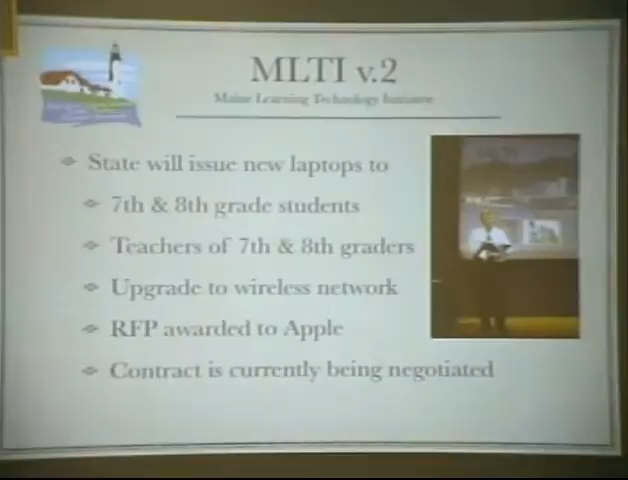 MLTI v.2
Maine Learning Technology Initiative
State will issue new laptops to
7th & 8th grade students
Teachers of 7th & 8th graders
Upgrade to wireless network
RFP awarded to Apple
Contract is currently being negotiated